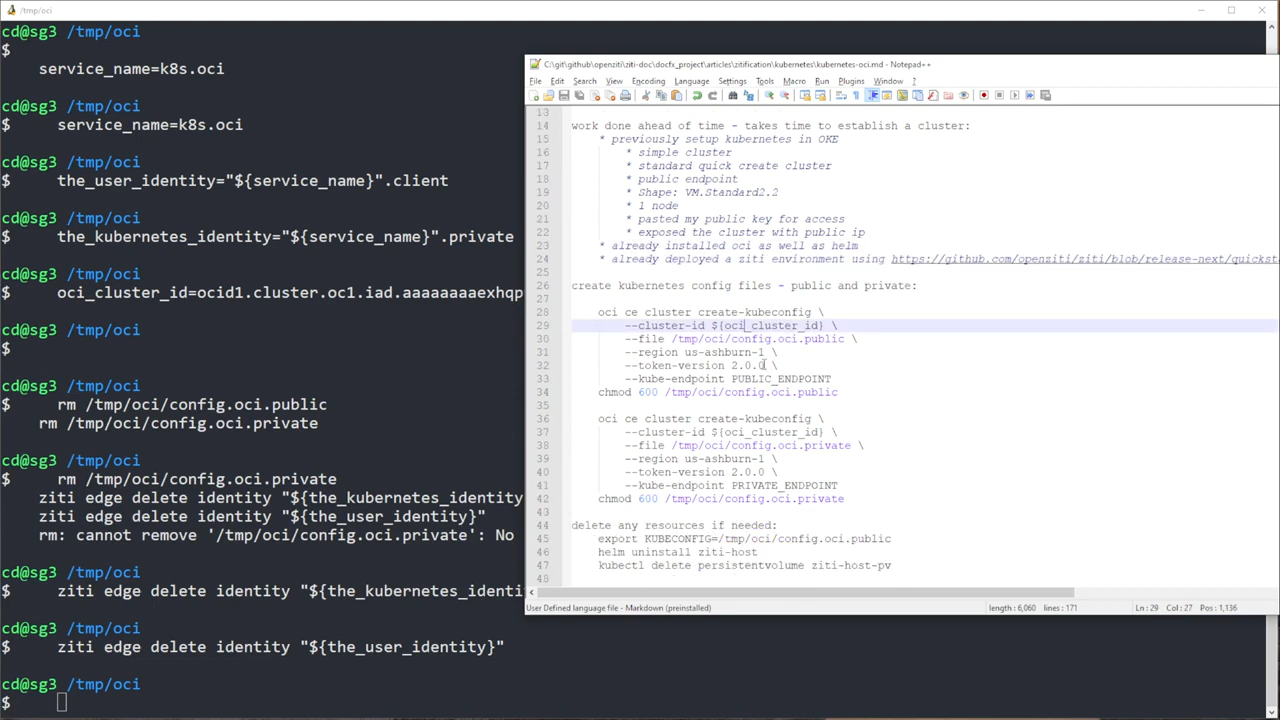 /tmp/oci
cd@sg3 /tmp/oci
$
service_name=k8s.oci
cd@sg3 /tmp/oci
$ service_name=k8s.oci
cd@sg3 /tmp/oci
$ the_user_identity="${service_name}".client
cd@sg3 /tmp/oci
$ the_kubernetes_identity="${service_name}".private
cd@sg3 /tmp/oci
$ oci_cluster_id=ocid1.cluster.oc1.iad.aaaaaaaaexhqp
cd@sg3 /tmp/oci
$
cd@sg3 /tmp/oci
$ rm /tmp/oci/config.oci.public
rm /tmp/oci/config.oci.private
cd@sg3 /tmp/oci
$ rm /tmp/oci/config.oci.private
ziti edge delete identity "${the_kubernetes_identity
ziti edge delete identity "${the_user_identity}"
rm: cannot remove '/tmp/oci/config.oci.private': No
cd@sg3 /tmp/oci
$ ziti edge delete identity "${the_kubernetes_identi
cd@sg3 /tmp/oci
$ ziti edge delete identity "${the_user_identity}"
cd@sg3 /tmp/oci
$
C:\git\github\openziti\ziti-doc\docfx_project\articles\zitification\kubernetes\kubernetes-oci.md - Notepad++
File Edit Search View Encoding Language Settings Tools Macro Run Plugins Window ?
13
14 work done ahead of time - takes time to establish a cluster:
15 * previously setup kubernetes in OKE
16 * simple cluster
17 * standard quick create cluster
18 * public endpoint
19 * Shape: VM.Standard2.2
20 * 1 node
21 * pasted my public key for access
22 * exposed the cluster with public ip
23 * already installed oci as well as helm
24 * already deployed a ziti environment using https://github.com/openziti/ziti/blob/release-next/quickst
25
26 create kubernetes config files - public and private:
27
28 oci ce cluster create-kubeconfig \
29 --cluster-id ${oci_cluster_id} \
30 --file /tmp/oci/config.oci.public \
31 --region us-ashburn-1 \
32 --token-version 2.0.0 \
33 --kube-endpoint PUBLIC_ENDPOINT
34 chmod 600 /tmp/oci/config.oci.public
35
36 oci ce cluster create-kubeconfig \
37 --cluster-id ${oci_cluster_id} \
38 --file /tmp/oci/config.oci.private \
39 --region us-ashburn-1 \
40 --token-version 2.0.0 \
41 --kube-endpoint PRIVATE_ENDPOINT
42 chmod 600 /tmp/oci/config.oci.private
43
44 delete any resources if needed:
45 export KUBECONFIG=/tmp/oci/config.oci.public
46 helm uninstall ziti-host
47 kubectl delete persistentvolume ziti-host-pv
48
User Defined language file - Markdown (preinstalled) length : 6,060 lines : 171 Ln : 29 Col : 27 Pos : 1,136